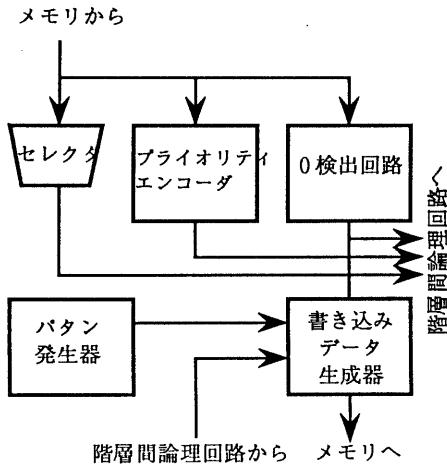 メモリから
セレクタ
プライオリティ
エンコーダ
0検出回路
階層間論理回路へ
パタン
発生器
書き込み
データ
生成器
階層間論理回路から
メモリへ